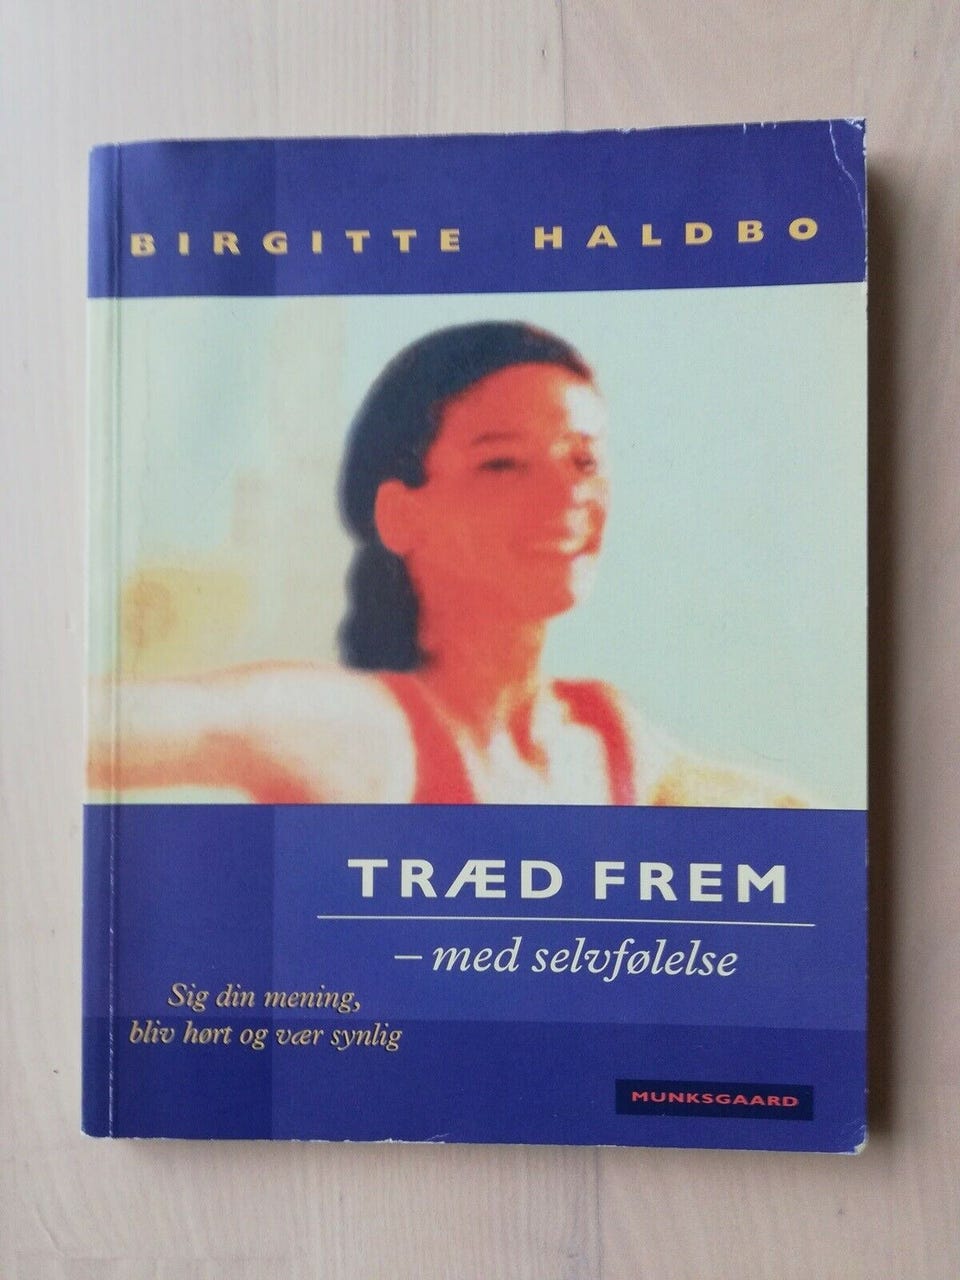 BIRGITTE HALDBO
TRÆD FREM
– med selvfølelse
Sig din mening,
bliv hørt og vær synlig
MUNKSGAARD